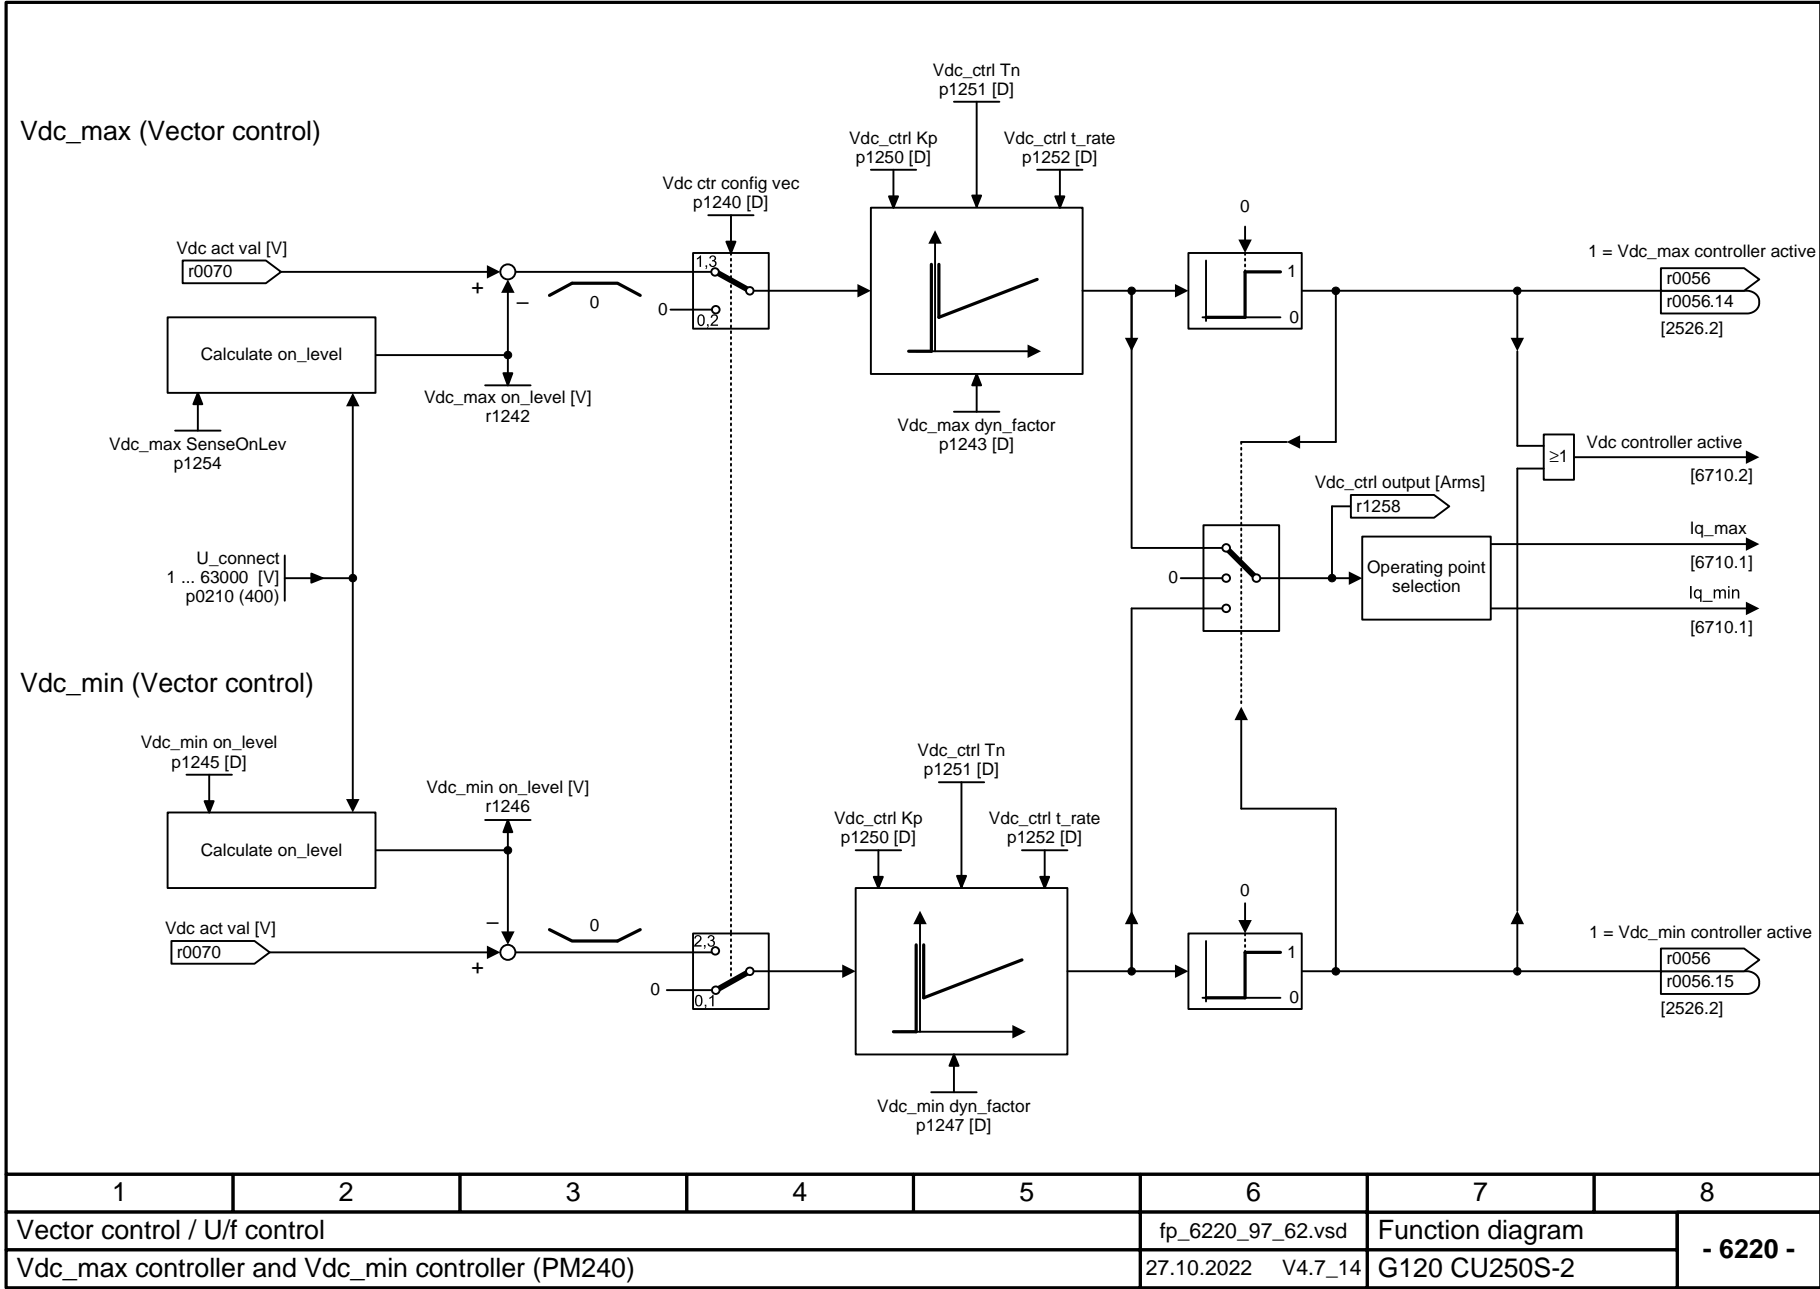 Vdc_max (Vector control)
Vdc_ctrl Tn
p1251 [D]
Vdc_ctrl Kp
p1250 [D]
Vdc_ctrl t_rate
p1252 [D]
Vdc ctr config vec
p1240 [D]
Vdc act val [V]
r0070
+
–
0
1,3
0
0,2
0
1
0
1 = Vdc_max controller active
r0056
r0056.14
[2526.2]
Calculate on_level
Vdc_max on_level [V]
r1242
Vdc_max SenseOnLev
p1254
Vdc_max dyn_factor
p1243 [D]
≥1
Vdc controller active
[6710.2]
Vdc_ctrl output [Arms]
r1258
U_connect
1 ... 63000 [V]
p0210 (400)
0
Operating point
selection
Iq_max
[6710.1]
Iq_min
[6710.1]
Vdc_min (Vector control)
Vdc_min on_level
p1245 [D]
Vdc_min on_level [V]
r1246
Vdc_ctrl Tn
p1251 [D]
Vdc_ctrl Kp
p1250 [D]
Vdc_ctrl t_rate
p1252 [D]
Calculate on_level
Vdc act val [V]
r0070
–
+
0
2,3
0
0,1
0
1
0
1 = Vdc_min controller active
r0056
r0056.15
[2526.2]
Vdc_min dyn_factor
p1247 [D]
1 2 3 4 5 6 7 8
Vector control / U/f control
fp_6220_97_62.vsd
Function diagram
- 6220 -
Vdc_max controller and Vdc_min controller (PM240)
27.10.2022 V4.7_14
G120 CU250S-2